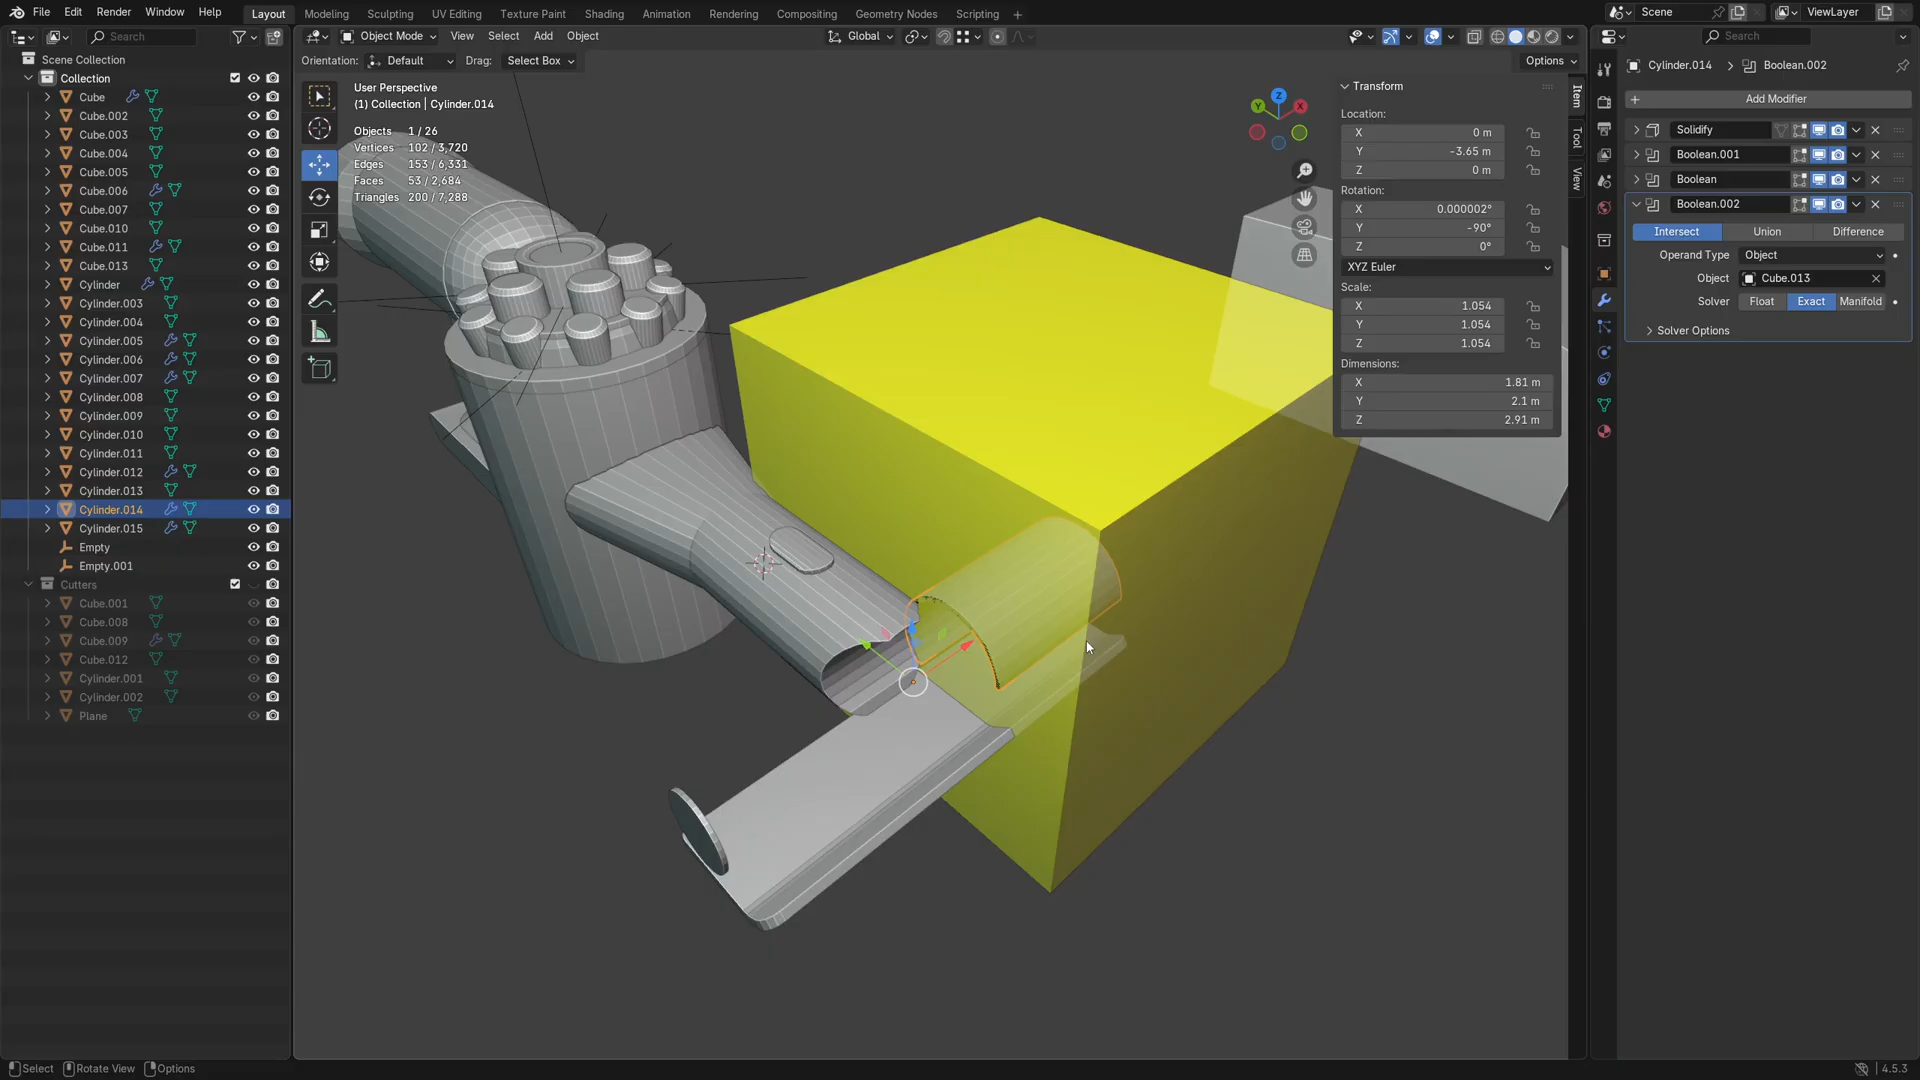 File Edit Render Window Help Layout Modeling Sculpting UV Editing Texture Paint Shading Animation Rendering Compositing Geometry Nodes Scripting + Scene ViewLayer
Search Object Mode View Select Add Object Global Search
Orientation: Default Drag: Select Box Options
Scene Collection
Collection
Cube
Cube.002
Cube.003
Cube.004
Cube.005
Cube.006
Cube.007
Cube.010
Cube.011
Cube.013
Cylinder
Cylinder.003
Cylinder.004
Cylinder.005
Cylinder.006
Cylinder.007
Cylinder.008
Cylinder.009
Cylinder.010
Cylinder.011
Cylinder.012
Cylinder.013
Cylinder.014
Cylinder.015
Empty
Empty.001
Cutters
Cube.001
Cube.008
Cube.009
Cube.012
Cylinder.001
Cylinder.002
Plane
User Perspective
(1) Collection | Cylinder.014
Objects 1 / 26
Vertices 102 / 3,720
Edges 153 / 6,331
Faces 53 / 2,684
Triangles 200 / 7,288
Z
Y
X
Transform
Location:
X 0 m
Y -3.65 m
Z 0 m
Rotation:
X 0.000002°
Y -90°
Z 0°
XYZ Euler
Scale:
X 1.054
Y 1.054
Z 1.054
Dimensions:
X 1.81 m
Y 2.1 m
Z 2.91 m
Item
Tool
View
Cylinder.014 Boolean.002
Add Modifier
Solidify
Boolean.001
Boolean
Boolean.002
Intersect Union Difference
Operand Type Object
Object Cube.013
Solver Float Exact Manifold
Solver Options
Select Rotate View Options 4.5.3